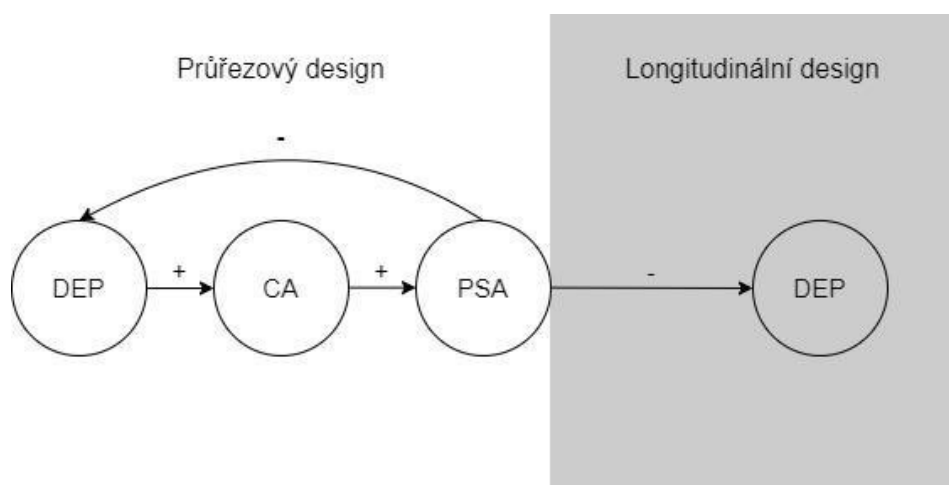 Průřezový design
Longitudinální design
-
DEP
+
CA
+
PSA
-
DEP